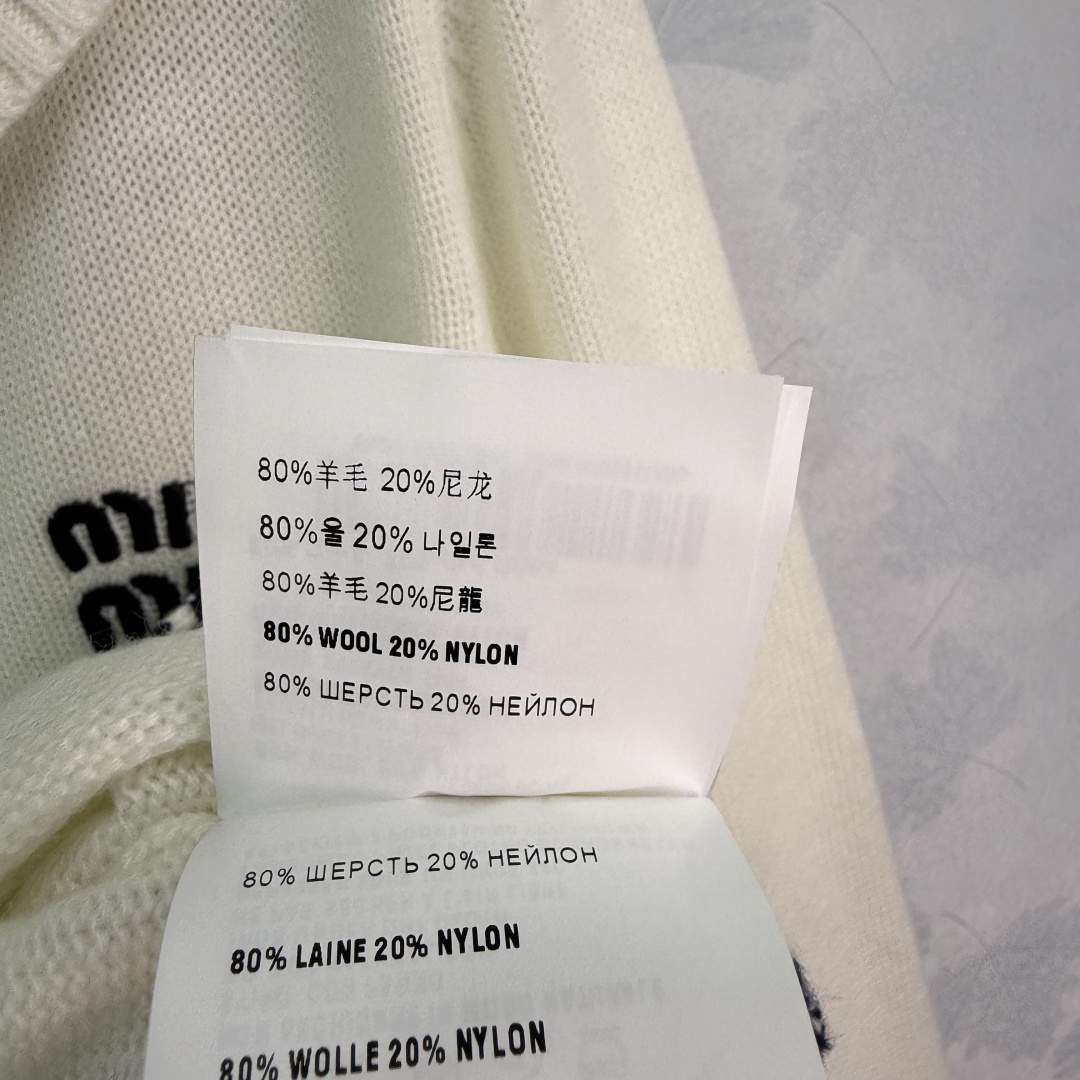 80%羊毛 20%尼龙
80%울 20% 나일론
80%羊毛 20%尼龍
80% WOOL 20% NYLON
80% ШЕРСТЬ 20% НЕЙЛОН
80% ШЕРСТЬ 20% НЕЙЛОН
80% LAINE 20% NYLON
80% WOLLE 20% NYLON